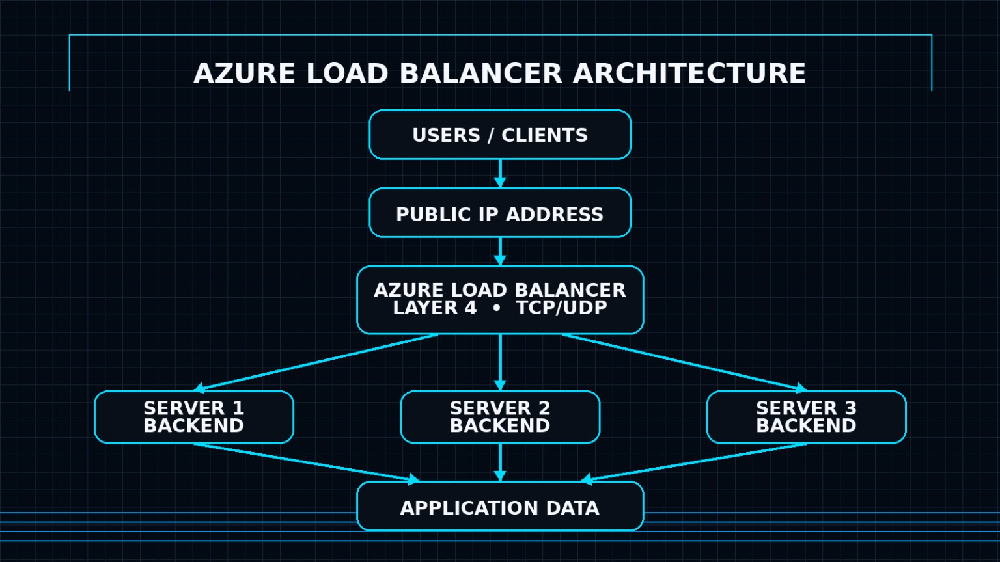 AZURE LOAD BALANCER ARCHITECTURE
USERS / CLIENTS
PUBLIC IP ADDRESS
AZURE LOAD BALANCER
LAYER 4 • TCP/UDP
SERVER 1
BACKEND
SERVER 2
BACKEND
SERVER 3
BACKEND
APPLICATION DATA